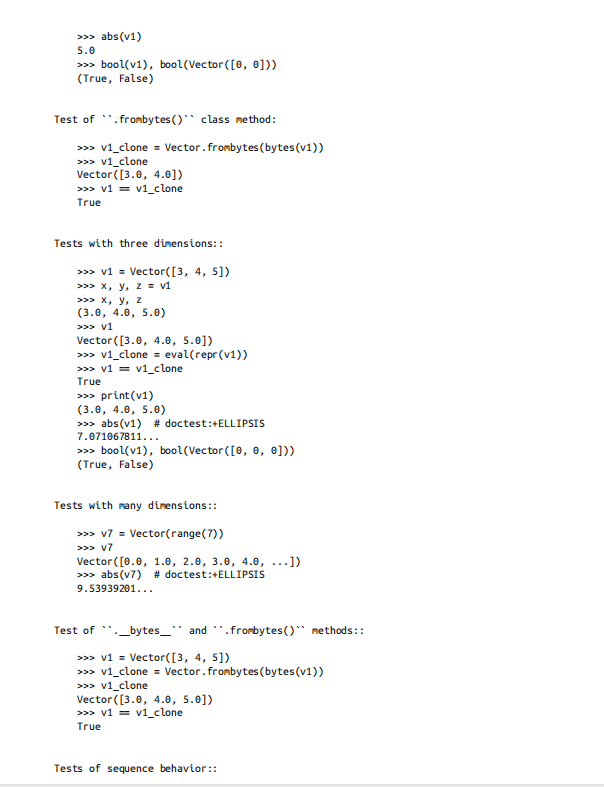 >>> abs(v1)
5.0
>>> bool(v1), bool(Vector([0, 0]))
(True, False)
Test of ``.frombytes()`` class method:
>>> v1_clone = Vector.frombytes(bytes(v1))
>>> v1_clone
Vector([3.0, 4.0])
>>> v1 == v1_clone
True
Tests with three dimensions::
>>> v1 = Vector([3, 4, 5])
>>> x, y, z = v1
>>> x, y, z
(3.0, 4.0, 5.0)
>>> v1
Vector([3.0, 4.0, 5.0])
>>> v1_clone = eval(repr(v1))
>>> v1 == v1_clone
True
>>> print(v1)
(3.0, 4.0, 5.0)
>>> abs(v1)  # doctest:+ELLIPSIS
7.071067811...
>>> bool(v1), bool(Vector([0, 0, 0]))
(True, False)
Tests with many dimensions::
>>> v7 = Vector(range(7))
>>> v7
Vector([0.0, 1.0, 2.0, 3.0, 4.0, ...])
>>> abs(v7)  # doctest:+ELLIPSIS
9.53939201...
Test of ``.__bytes__`` and ``.frombytes()`` methods::
>>> v1 = Vector([3, 4, 5])
>>> v1_clone = Vector.frombytes(bytes(v1))
>>> v1_clone
Vector([3.0, 4.0, 5.0])
>>> v1 == v1_clone
True
Tests of sequence behavior::